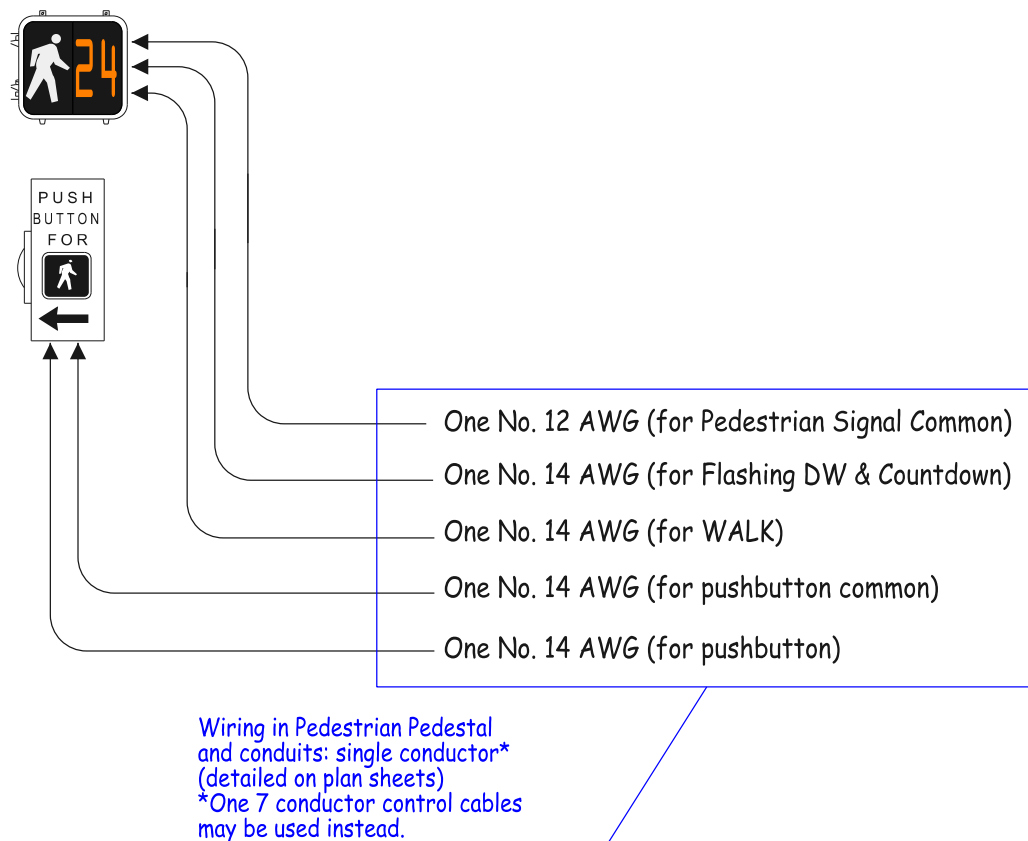 24
PUSH
BUTTON
FOR
One No. 12 AWG (for Pedestrian Signal Common)
One No. 14 AWG (for Flashing DW & Countdown)
One No. 14 AWG (for WALK)
One No. 14 AWG (for pushbutton common)
One No. 14 AWG (for pushbutton)
Wiring in Pedestrian Pedestal
and conduits: single conductor*
(detailed on plan sheets)
*One 7 conductor control cables
may be used instead.